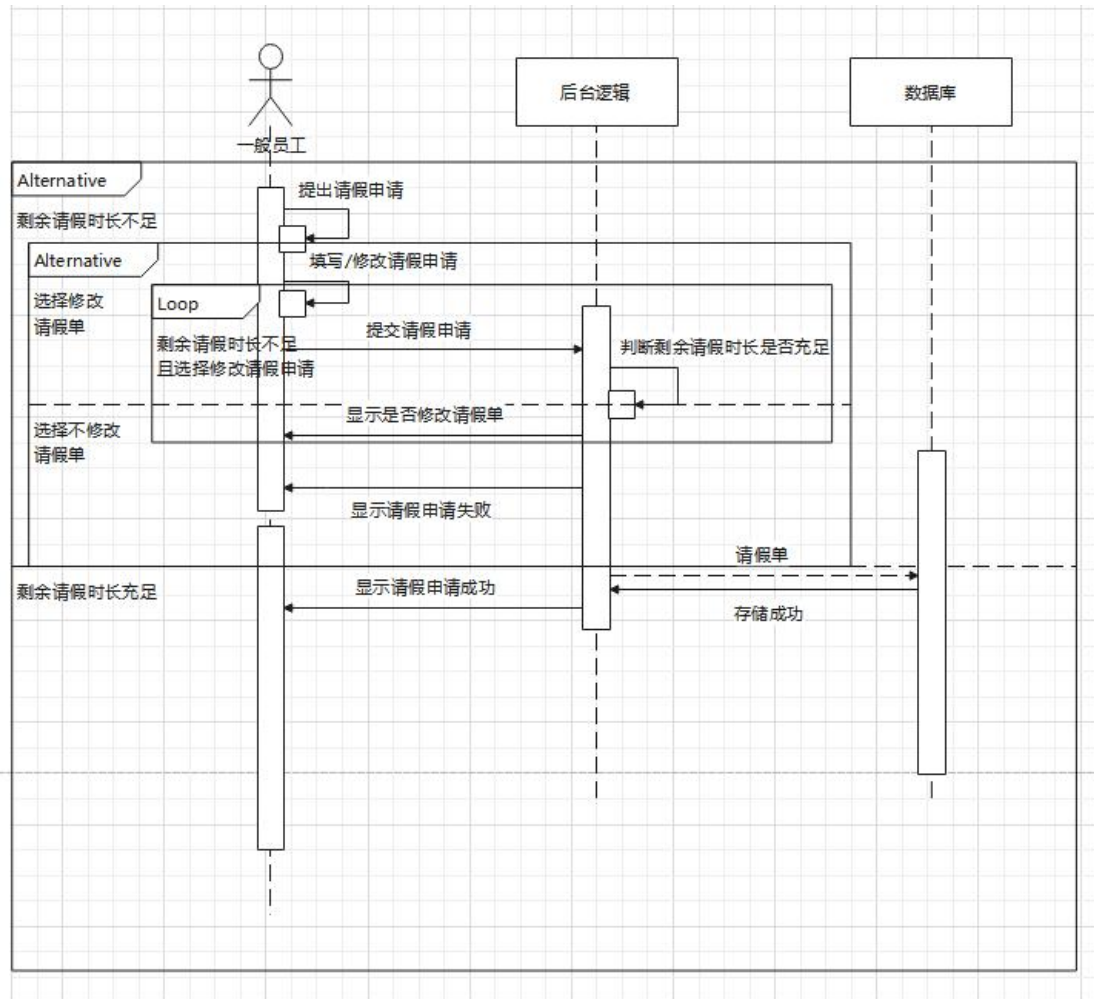 后台逻辑
数据库
一般员工
Alternative
提出请假申请
剩余请假时长不足
Alternative
填写/修改请假申请
选择修改
请假单
Loop
提交请假申请
剩余请假时长不足
且选择修改请假申请
判断剩余请假时长是否充足
显示是否修改请假单
选择不修改
请假单
显示请假申请失败
请假单
剩余请假时长充足
显示请假申请成功
存储成功